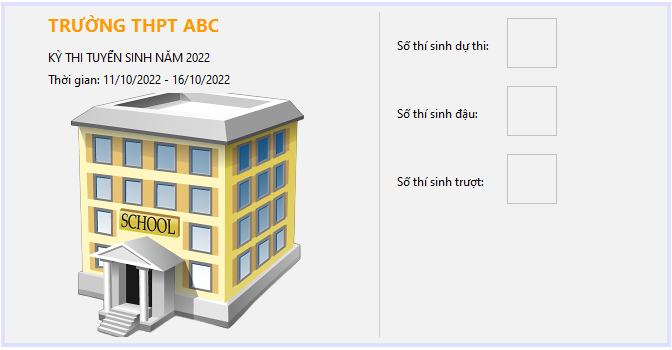 TRƯỜNG THPT ABC
KỲ THI TUYỂN SINH NĂM 2022
Thời gian: 11/10/2022 - 16/10/2022
SCHOOL
Số thí sinh dự thi:
Số thí sinh đậu:
Số thí sinh trượt: